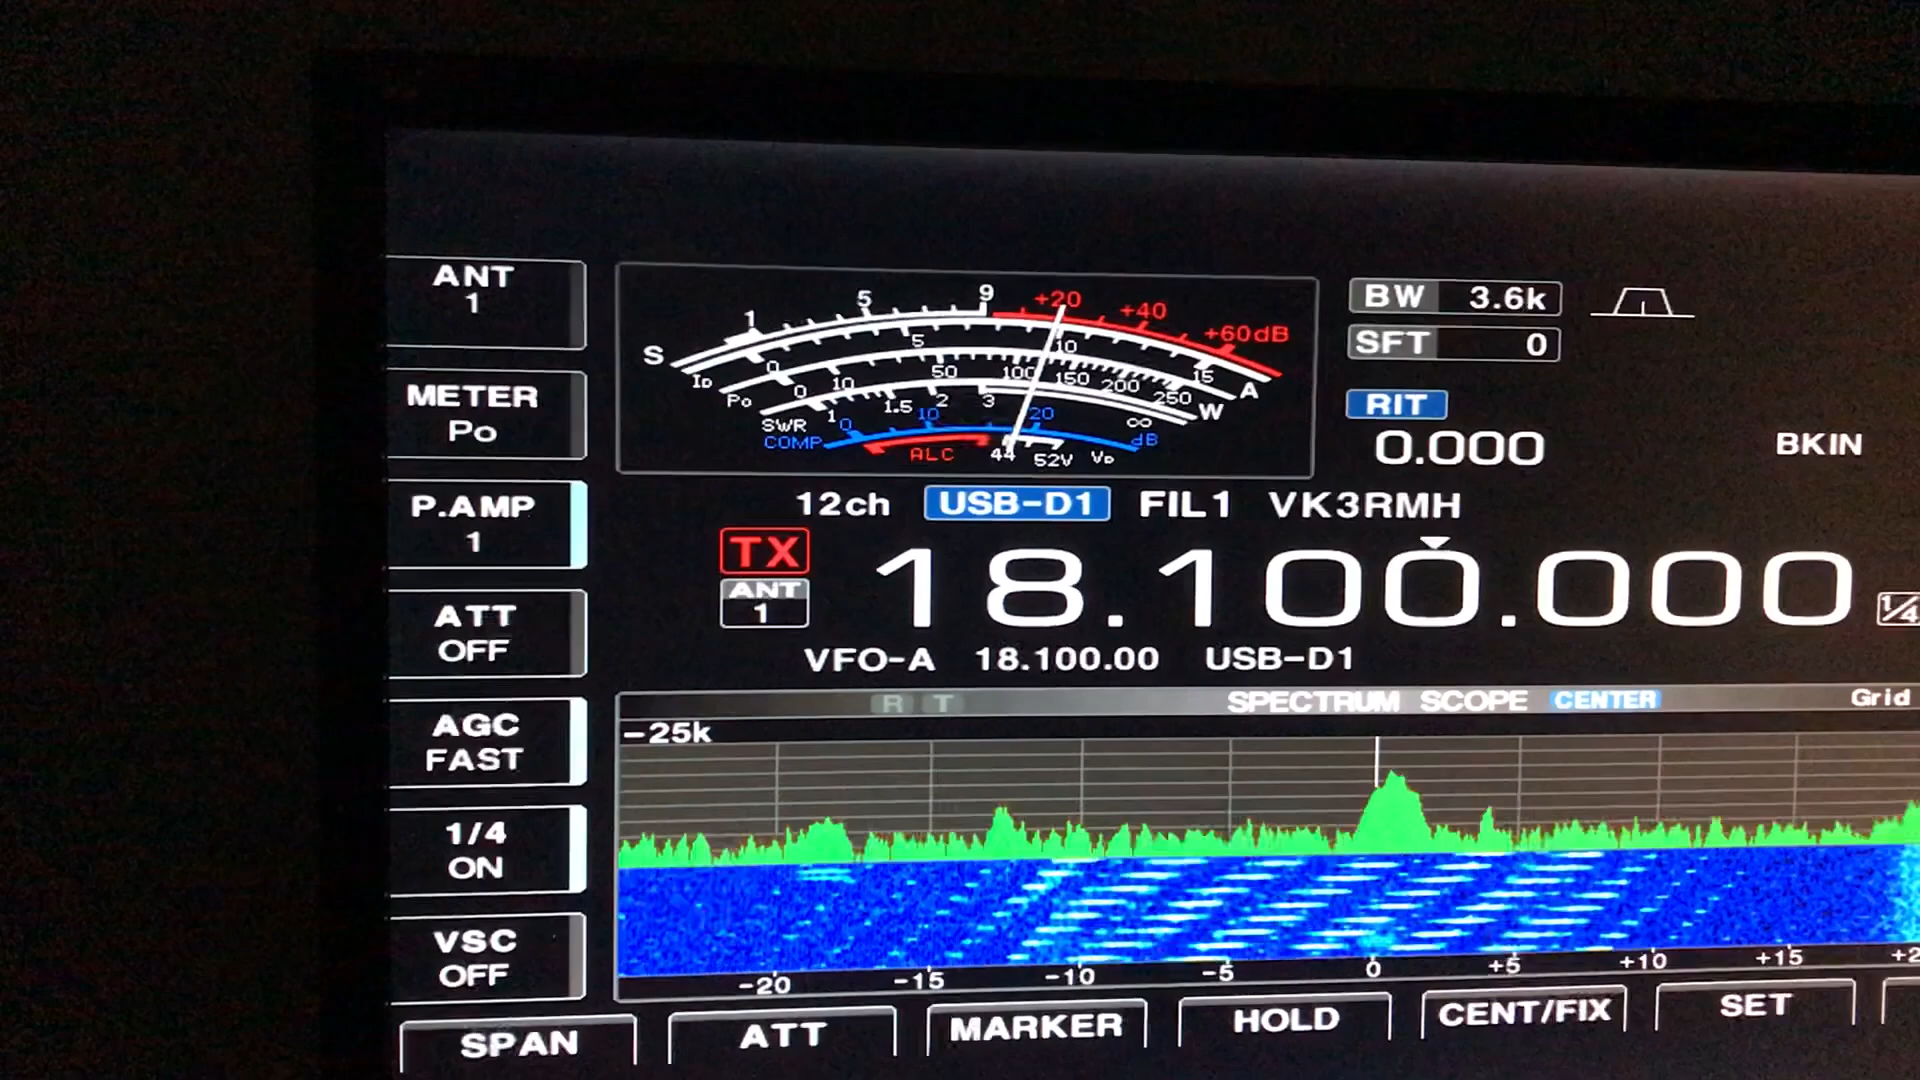 ANT
1
METER
Po
P.AMP
1
ATT
OFF
AGC
FAST
1/4
ON
VSC
OFF
S 1 5 9 +20 +40 +60dB
ID 0 5 10 15 A
Po 0 10 50 100 150 200 250 W
SWR 1 1.5 2 3 ∞
COMP 0 10 20 dB
ALC 44 52V VD
BW 3.6k
SFT 0
RIT
0.000
BKIN
12ch USB-D1 FIL1 VK3RMH
TX
ANT
1
18.100.000
1/4
VFO-A 18.100.00 USB-D1
R T SPECTRUM SCOPE CENTER Grid
-25k
-20 -15 -10 -5 0 +5 +10 +15
SPAN ATT MARKER HOLD CENT/FIX SET